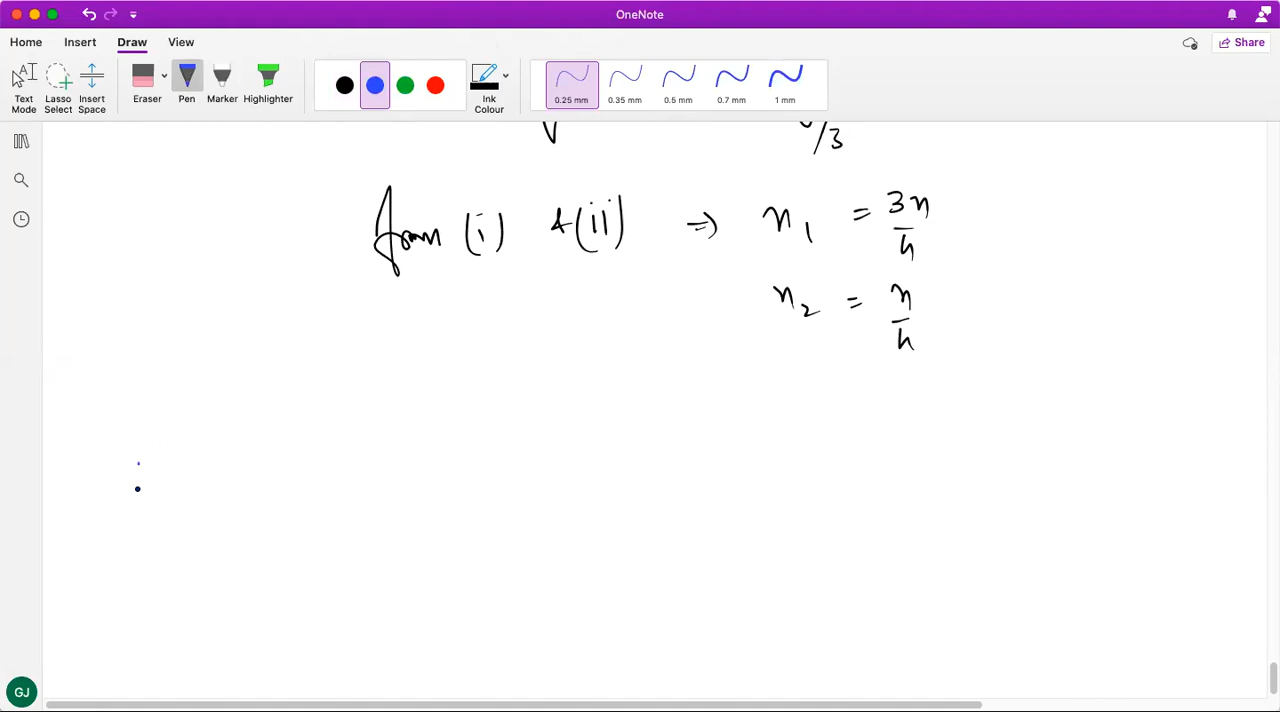 OneNote
Home Insert Draw View
Share
Text Mode
Lasso Select
Insert Space
Eraser
Pen
Marker
Highlighter
Ink Colour
0.25 mm
0.35 mm
0.5 mm
0.7 mm
1 mm
/3
from (i) &(ii) => n1 = 3n/4
n2 = n/4
GJ